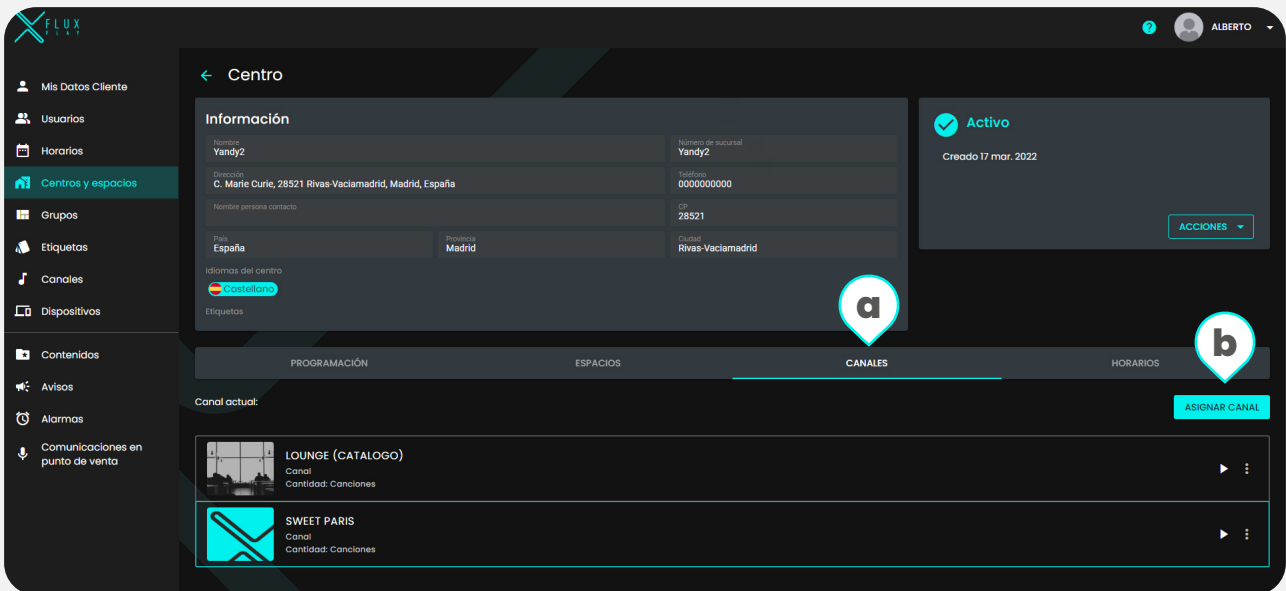 FLUX
PLAY
ALBERTO
Mis Datos Cliente
Usuarios
Horarios
Centros y espacios
Grupos
Etiquetas
Canales
Dispositivos
Contenidos
Avisos
Alarmas
Comunicaciones en
punto de venta
Centro
Información
Nombre
Yandy2
Número de sucursal
Yandy2
Dirección
C. Marie Curie, 28521 Rivas-Vaciamadrid, Madrid, España
Teléfono
0000000000
Nombre persona contacto
CP
28521
País
España
Provincia
Madrid
Ciudad
Rivas-Vaciamadrid
Idiomas del centro
Castellano
Etiquetas
Activo
Creado 17 mar. 2022
ACCIONES
a
b
PROGRAMACIÓN ESPACIOS CANALES HORARIOS
Canal actual:
ASIGNAR CANAL
LOUNGE (CATALOGO)
Canal
Cantidad: Canciones
SWEET PARIS
Canal
Cantidad: Canciones